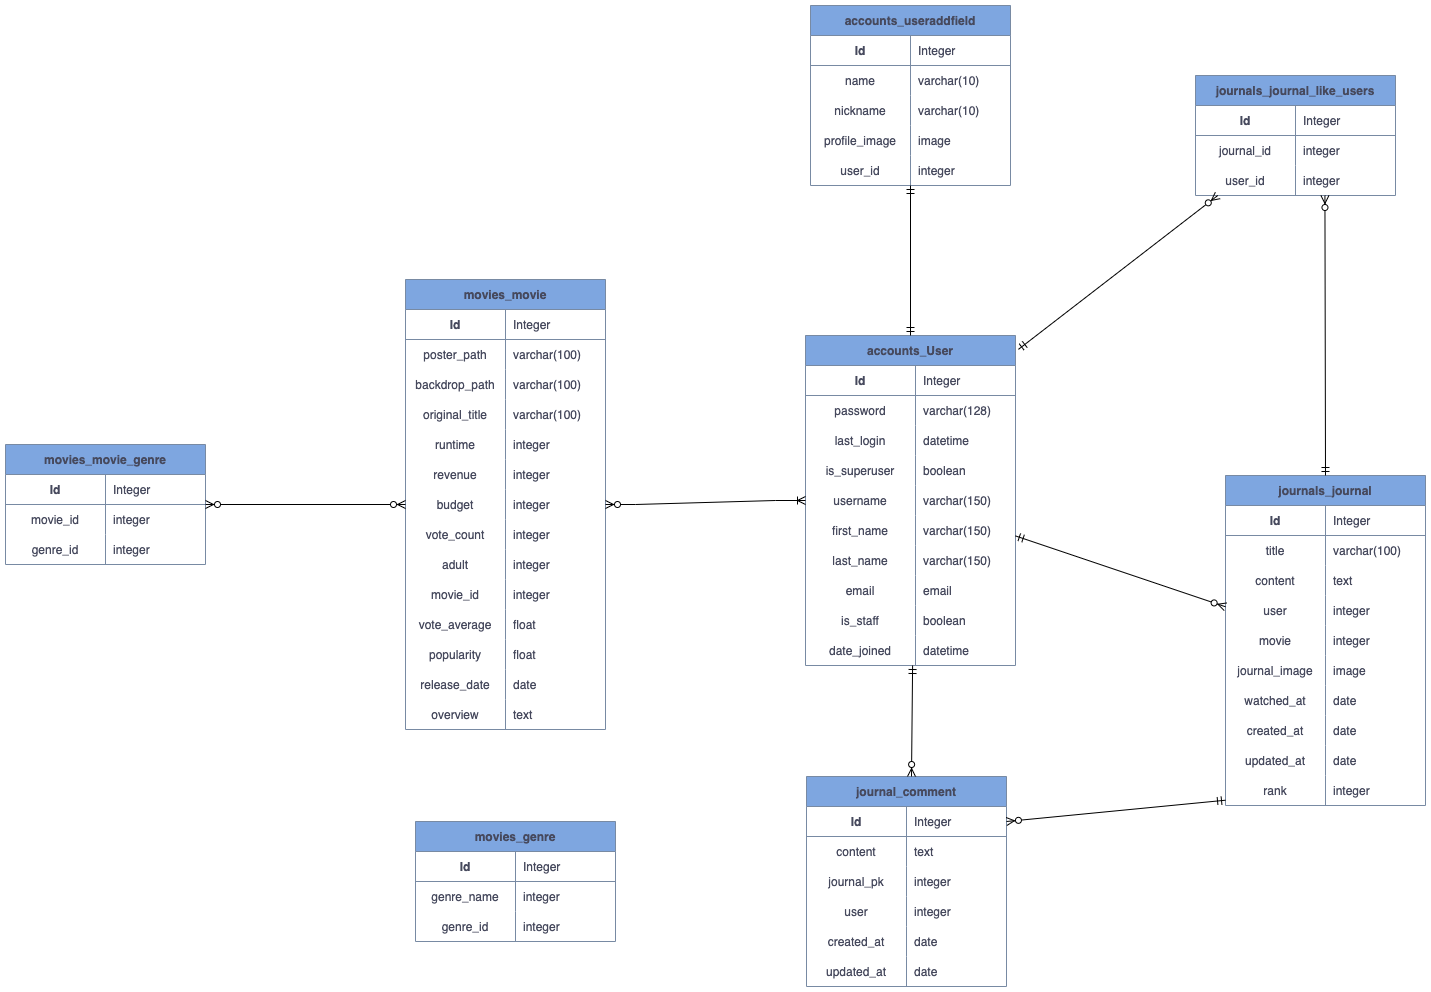 accounts_useraddfield
Id Integer
name varchar(10)
nickname varchar(10)
profile_image image
user_id integer
journals_journal_like_users
Id Integer
journal_id integer
user_id integer
movies_movie
Id Integer
poster_path varchar(100)
backdrop_path varchar(100)
original_title varchar(100)
runtime integer
revenue integer
budget integer
vote_count integer
adult integer
movie_id integer
vote_average float
popularity float
release_date date
overview text
accounts_User
Id Integer
password varchar(128)
last_login datetime
is_superuser boolean
username varchar(150)
first_name varchar(150)
last_name varchar(150)
email email
is_staff boolean
date_joined datetime
movies_movie_genre
Id Integer
movie_id integer
genre_id integer
journals_journal
Id Integer
title varchar(100)
content text
user integer
movie integer
journal_image image
watched_at date
created_at date
updated_at date
rank integer
journal_comment
Id Integer
content text
journal_pk integer
user integer
created_at date
updated_at date
movies_genre
Id Integer
genre_name integer
genre_id integer